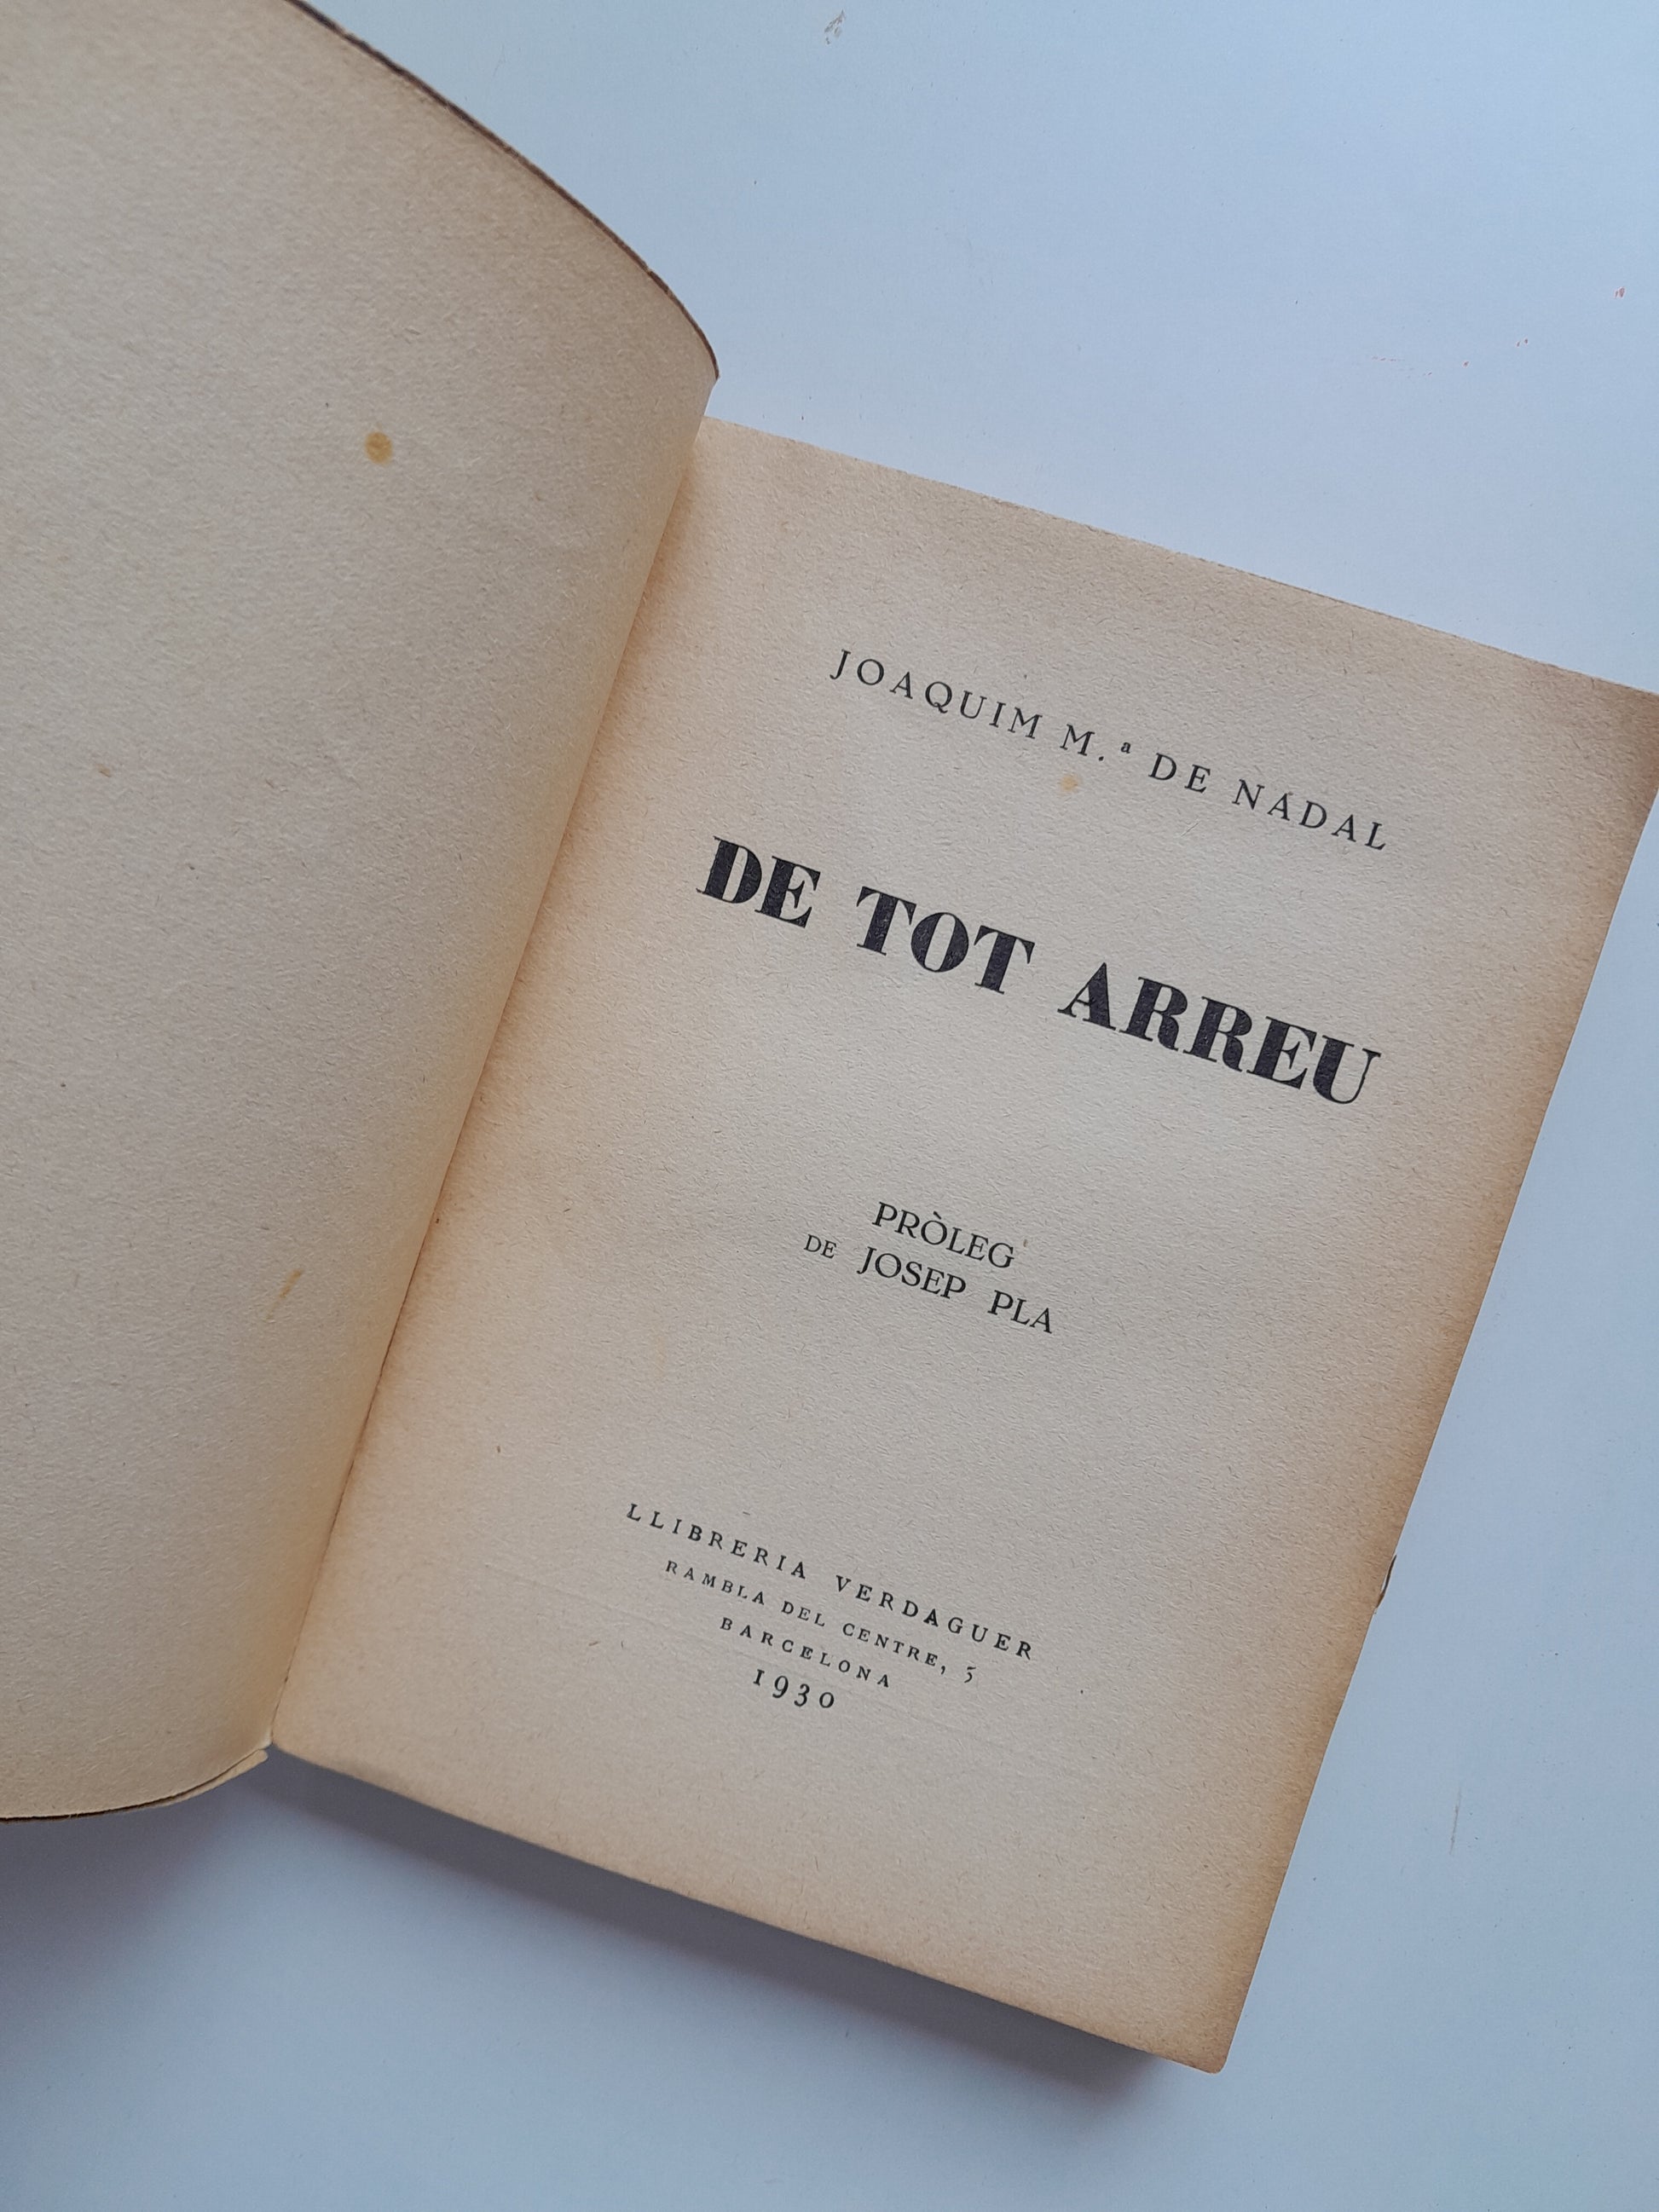 JOAQUIM M.ª DE NADAL
DE TOT ARREU
PRÒLEG
DE JOSEP PLA
LLIBRERIA VERDAGUER
RAMBLA DEL CENTRE, 5
BARCELONA
1930